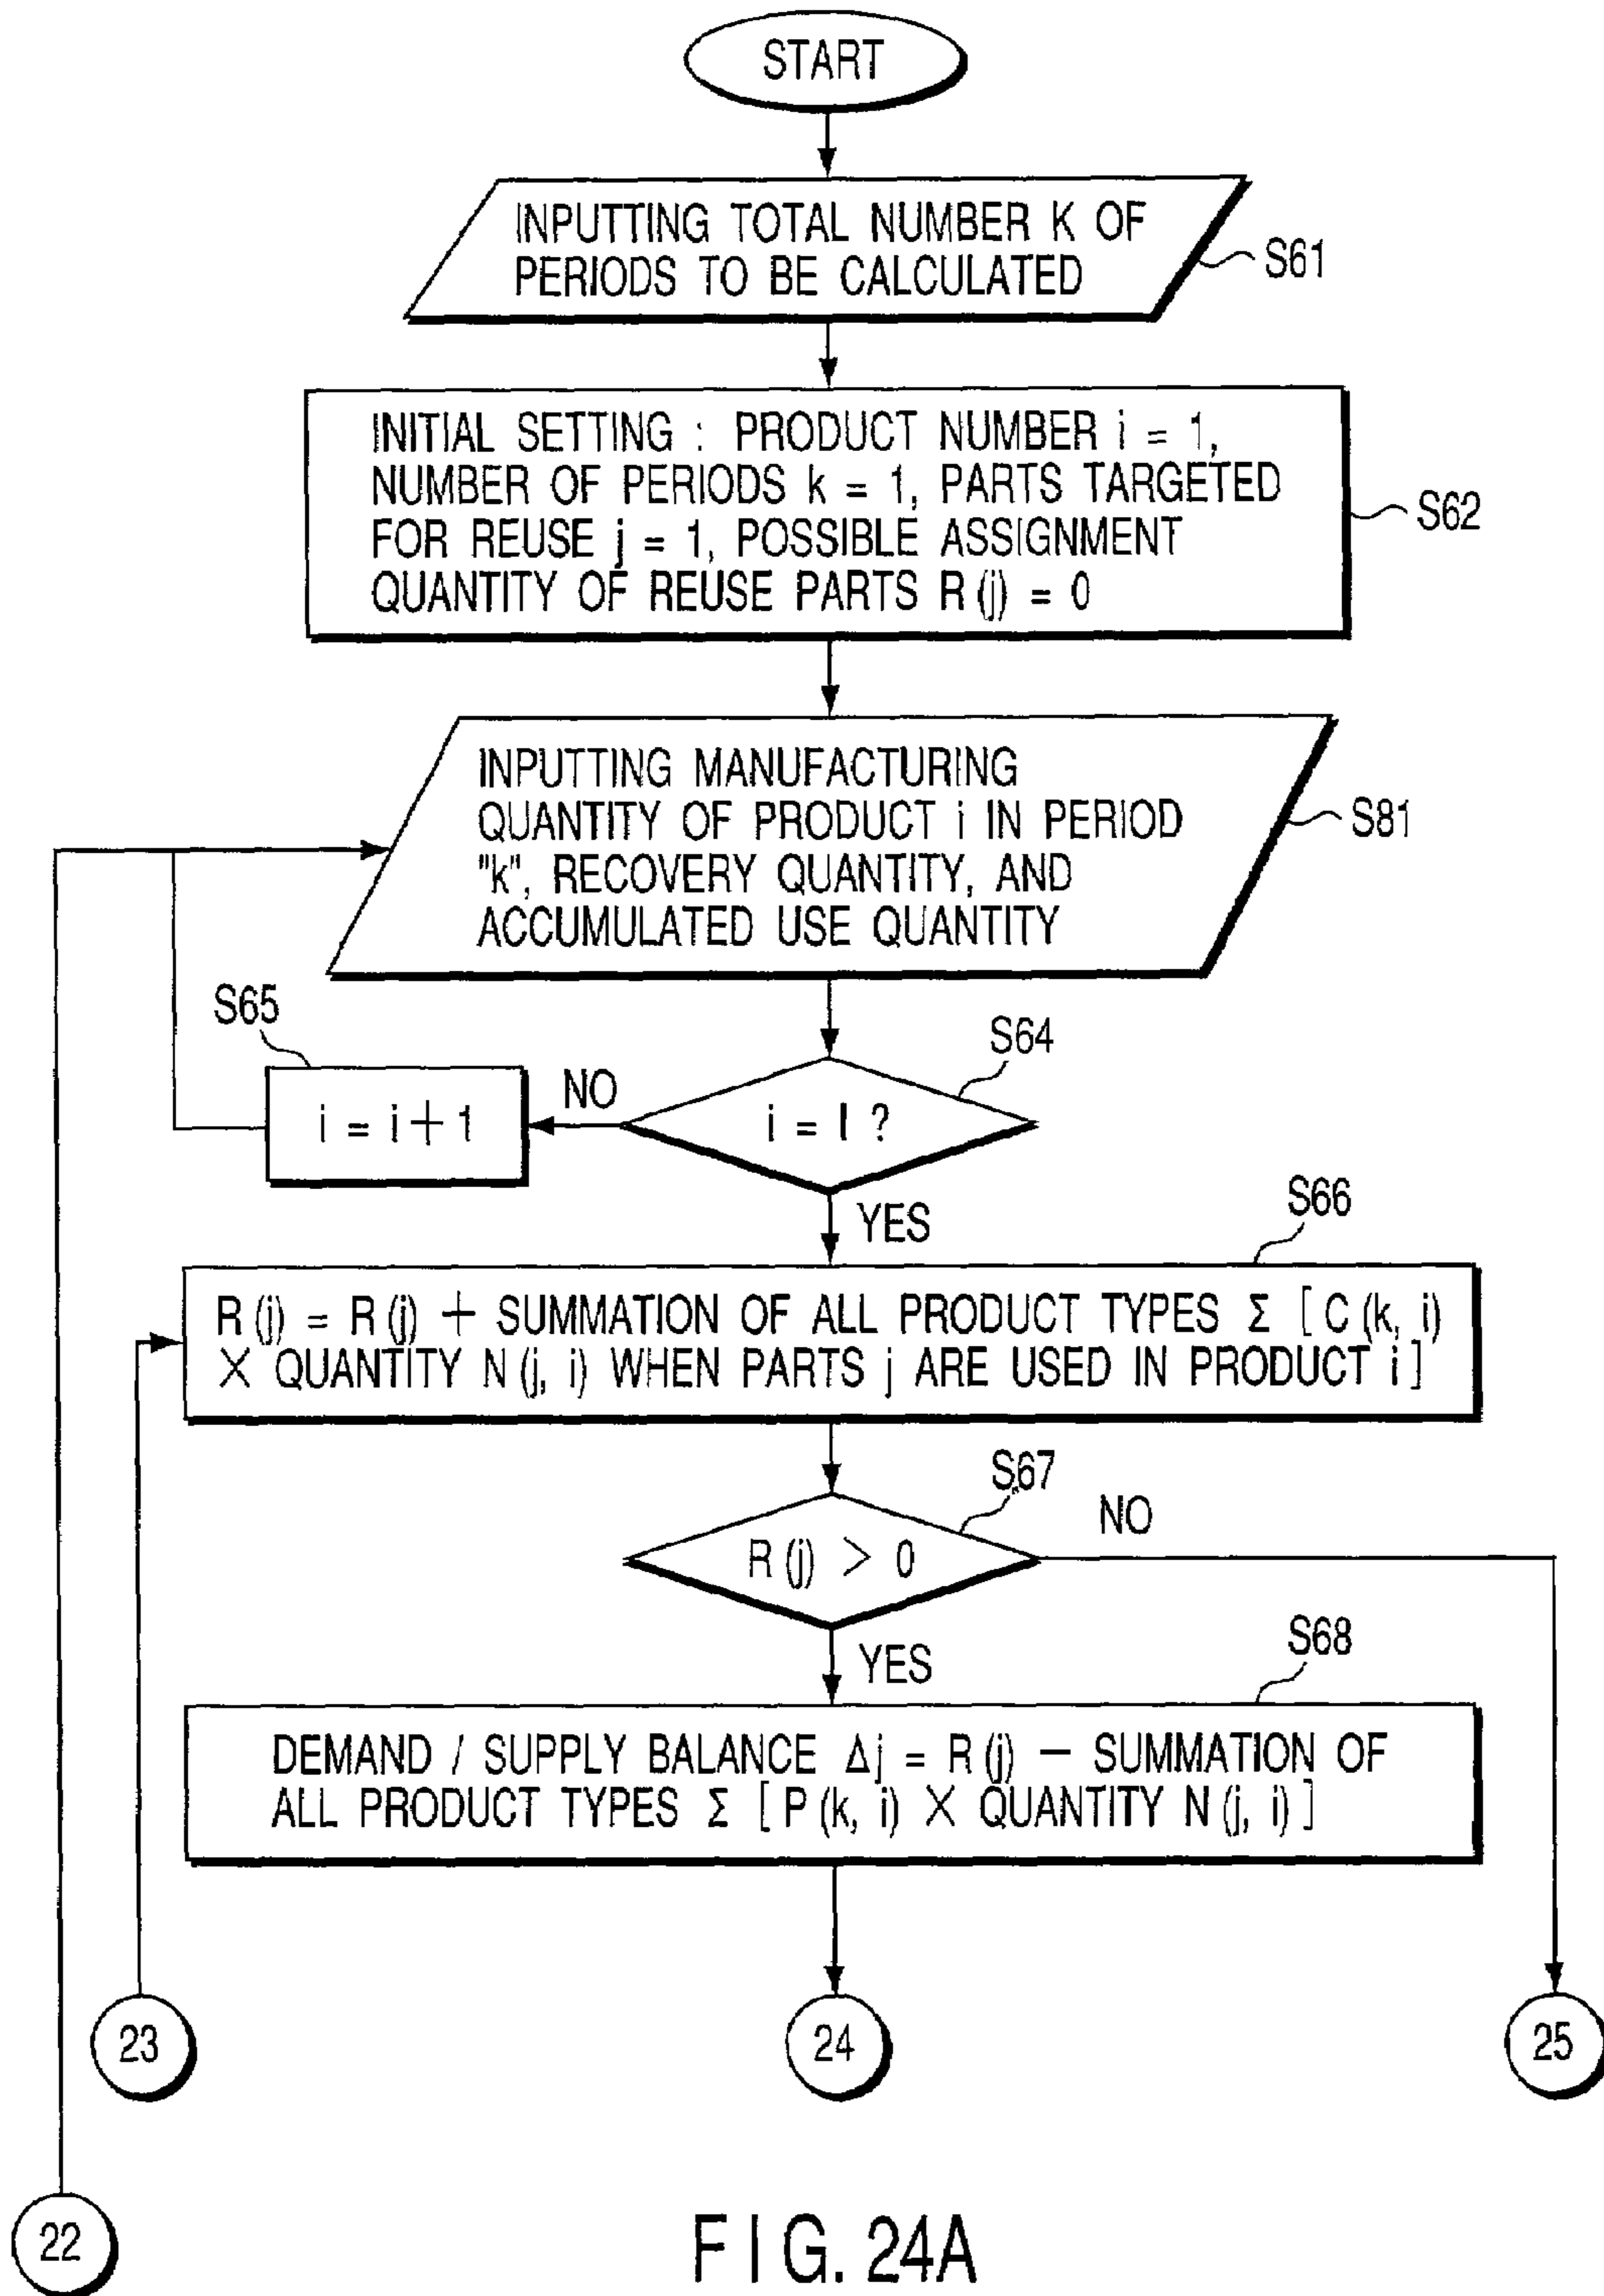 START
INPUTTING TOTAL NUMBER K OF
PERIODS TO BE CALCULATED
S61
INITIAL SETTING : PRODUCT NUMBER i = 1,
NUMBER OF PERIODS k = 1, PARTS TARGETED
FOR REUSE j = 1, POSSIBLE ASSIGNMENT
QUANTITY OF REUSE PARTS R (j) = 0
S62
INPUTTING MANUFACTURING
QUANTITY OF PRODUCT i IN PERIOD
"k", RECOVERY QUANTITY, AND
ACCUMULATED USE QUANTITY
S81
S65
i = i + 1
NO
S64
i = I ?
YES
S66
R (j) = R (j) + SUMMATION OF ALL PRODUCT TYPES Σ [ C (k, i)
× QUANTITY N (j, i) WHEN PARTS j ARE USED IN PRODUCT i ]
S67
R (j) > 0
NO
YES
S68
DEMAND / SUPPLY BALANCE Δj = R (j) − SUMMATION OF
ALL PRODUCT TYPES Σ [ P (k, i) × QUANTITY N (j, i) ]
23
24
25
22
FIG. 24A